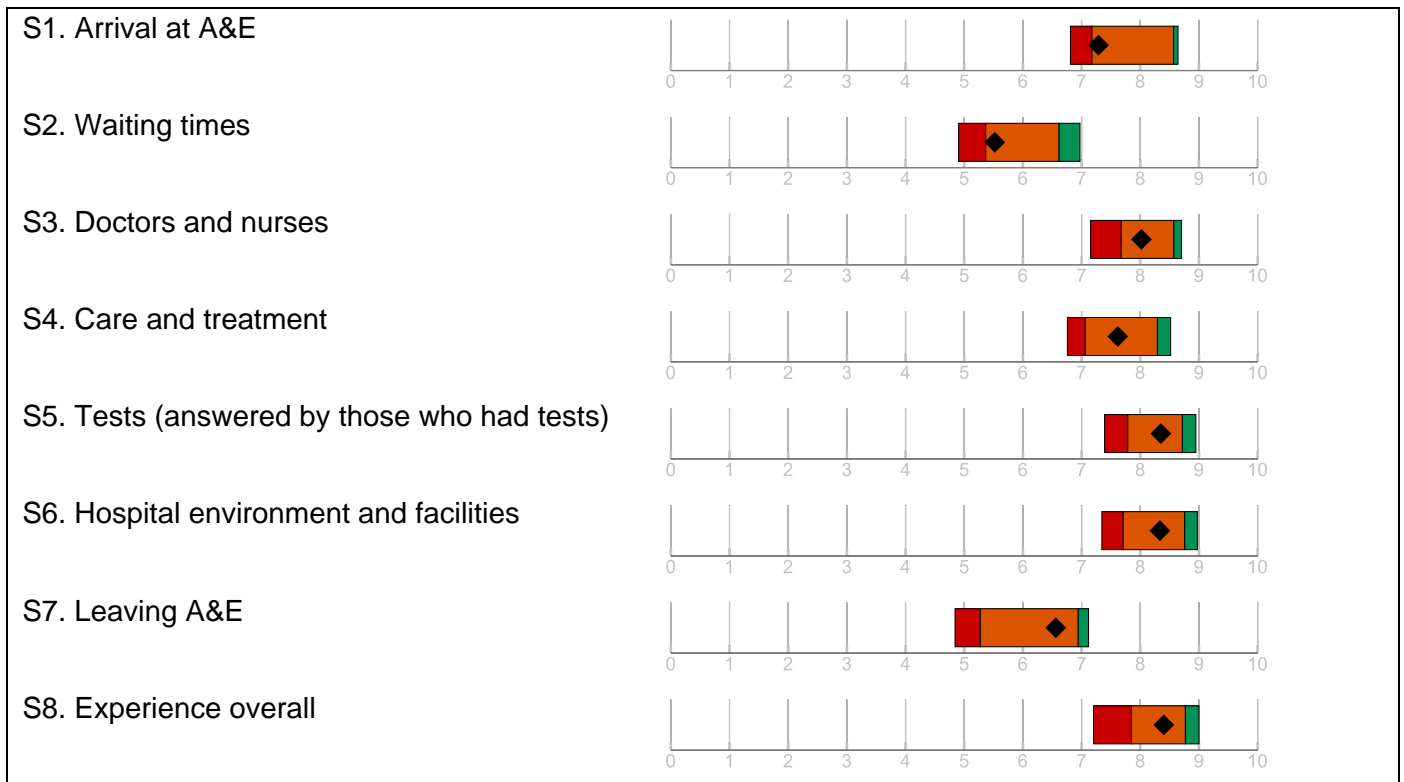 S1. Arrival at A&E
0 1 2 3 4 5 6 7 8 9 10
S2. Waiting times
0 1 2 3 4 5 6 7 8 9 10
S3. Doctors and nurses
0 1 2 3 4 5 6 7 8 9 10
S4. Care and treatment
0 1 2 3 4 5 6 7 8 9 10
S5. Tests (answered by those who had tests)
0 1 2 3 4 5 6 7 8 9 10
S6. Hospital environment and facilities
0 1 2 3 4 5 6 7 8 9 10
S7. Leaving A&E
0 1 2 3 4 5 6 7 8 9 10
S8. Experience overall
0 1 2 3 4 5 6 7 8 9 10